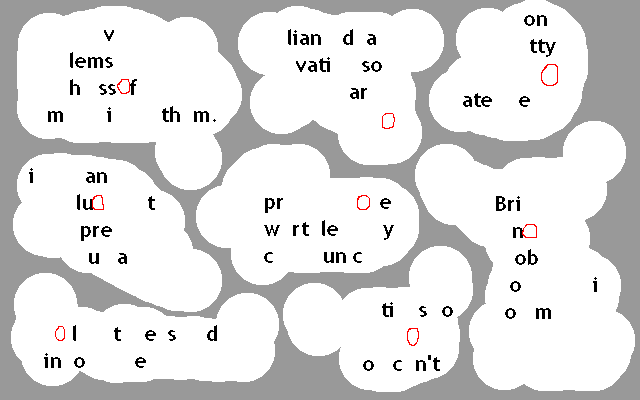 v
lems
h ss f
m i th m.
lian d a
vati so
ar
on
tty
ate e
i an
lu t
pre
u a
pr e
w rt le y
c un c
Bri
n
ob
o i
o m
l t e s d
in o e
ti s o
o c n't